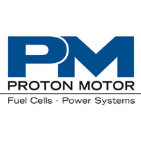 PM
PROTON MOTOR
Fuel Cells · Power Systems